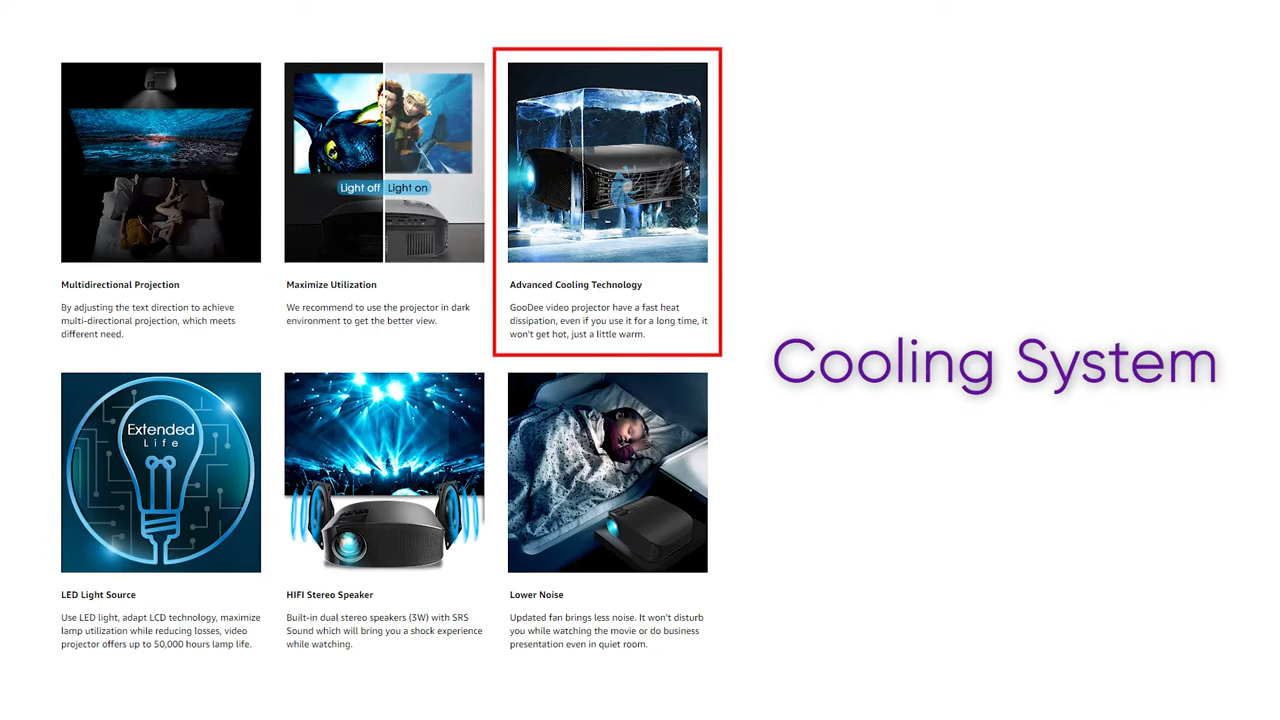 Light off Light on
Multidirectional Projection
By adjusting the text direction to achieve
multi-directional projection, which meets
different need.
Maximize Utilization
We recommend to use the projector in dark
environment to get the better view.
Advanced Cooling Technology
GooDee video projector have a fast heat
dissipation, even if you use it for a long time, it
won't get hot, just a little warm.
Cooling System
Extended
Life
LED Light Source
Use LED light, adapt LCD technology, maximize
lamp utilization while reducing losses, video
projector offers up to 50,000 hours lamp life.
HIFI Stereo Speaker
Built-in dual stereo speakers (3W) with SRS
Sound which will bring you a shock experience
while watching.
Lower Noise
Updated fan brings less noise. It won't disturb
you while watching the movie or do business
presentation even in quiet room.